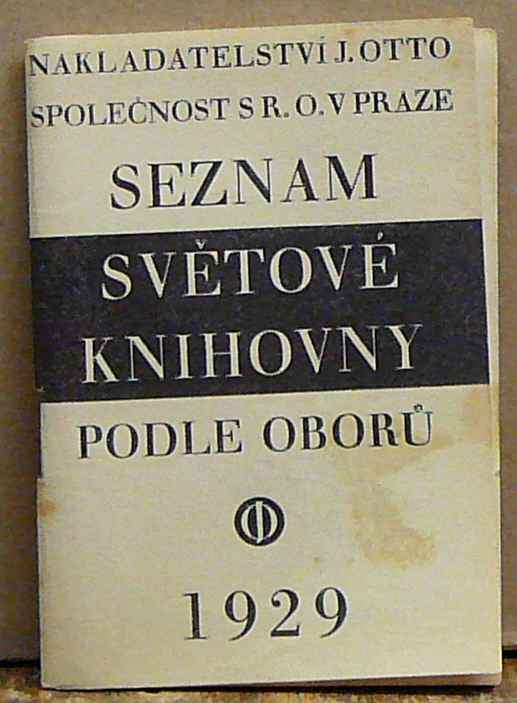 NAKLADATELSTVÍ J. OTTO
SPOLEČNOST S R. O. V PRAZE
SEZNAM
SVĚTOVÉ
KNIHOVNY
PODLE OBORŮ
1929